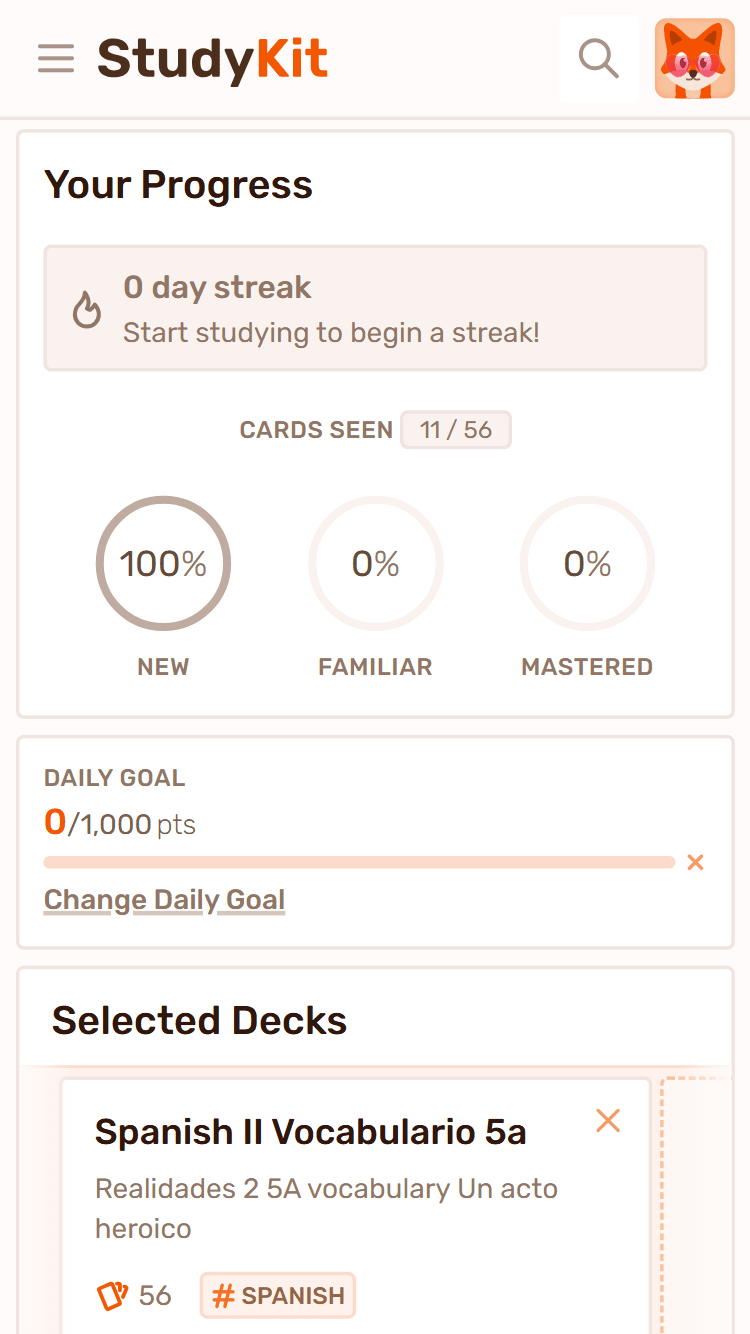 StudyKit
Your Progress
0 day streak
Start studying to begin a streak!
CARDS SEEN 11 / 56
100% 0% 0%
NEW FAMILIAR MASTERED
DAILY GOAL
0/1,000 pts
Change Daily Goal
Selected Decks
Spanish II Vocabulario 5a
Realidades 2 5A vocabulary Un acto
heroico
56 # SPANISH